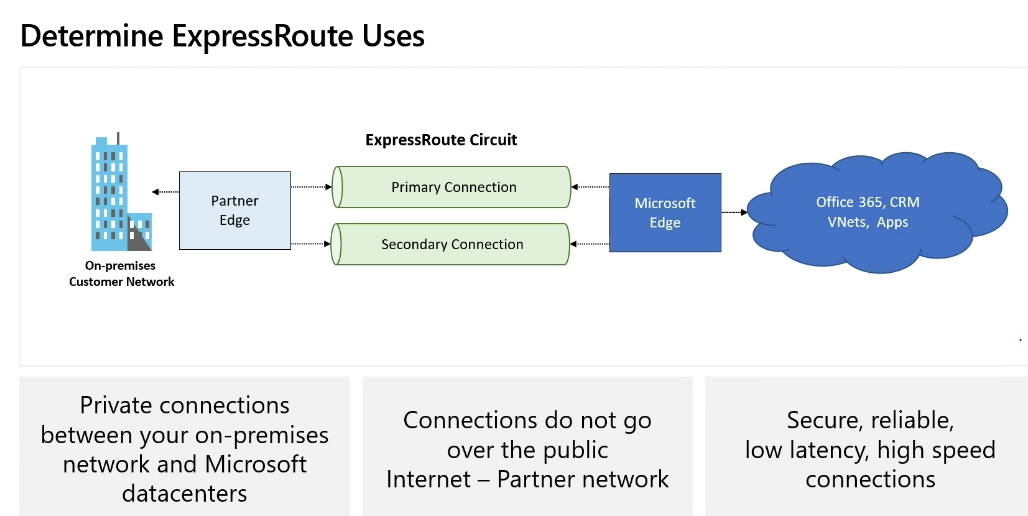 Determine ExpressRoute Uses
ExpressRoute Circuit
Partner
Edge
Primary Connection
Secondary Connection
Microsoft
Edge
Office 365, CRM
VNets, Apps
On-premises
Customer Network
Private connections
between your on-premises
network and Microsoft
datacenters
Connections do not go
over the public
Internet – Partner network
Secure, reliable,
low latency, high speed
connections